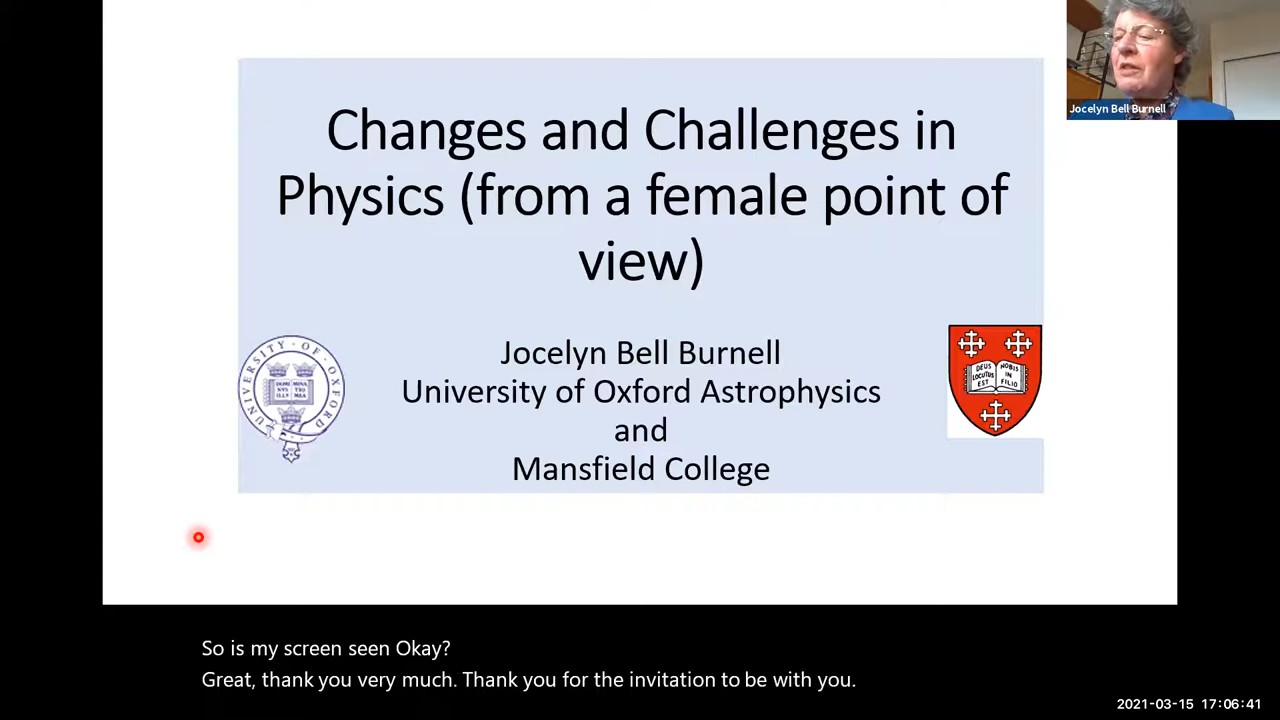 Changes and Challenges in
Physics (from a female point of
view)
Jocelyn Bell Burnell
University of Oxford Astrophysics
and
Mansfield College
UNIVERSITY · OF · OXFORD
DEUS
LOCUTUS
EST
NOBIS
IN
FILIO
Jocelyn Bell Burnell
So is my screen seen Okay?
Great, thank you very much. Thank you for the invitation to be with you.
2021-03-15 17:06:41